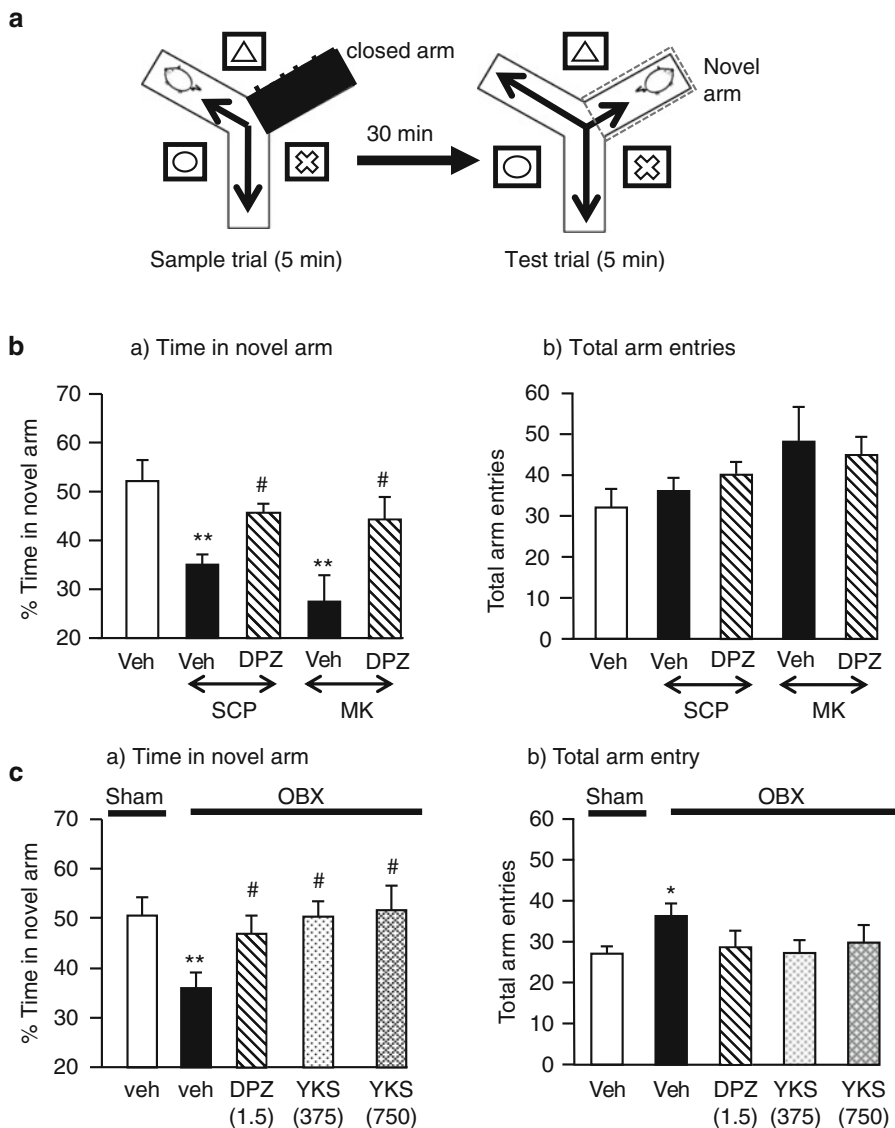 a
closed arm
Novel
arm
30 min
Sample trial (5 min)
Test trial (5 min)
b
a) Time in novel arm
b) Total arm entries
% Time in novel arm
70
60
50
40
30
20
**
#
**
#
Veh
Veh
DPZ
Veh
DPZ
SCP
MK
Total arm entries
60
50
40
30
20
10
0
Veh
Veh
DPZ
Veh
DPZ
SCP
MK
c
a) Time in novel arm
b) Total arm entry
Sham
OBX
% Time in novel arm
70
60
50
40
30
20
**
#
#
#
veh
veh
DPZ
YKS
YKS
(1.5)
(375)
(750)
Sham
OBX
Total arm entries
60
50
40
30
20
10
0
*
Veh
Veh
DPZ
YKS
YKS
(1.5)
(375)
(750)